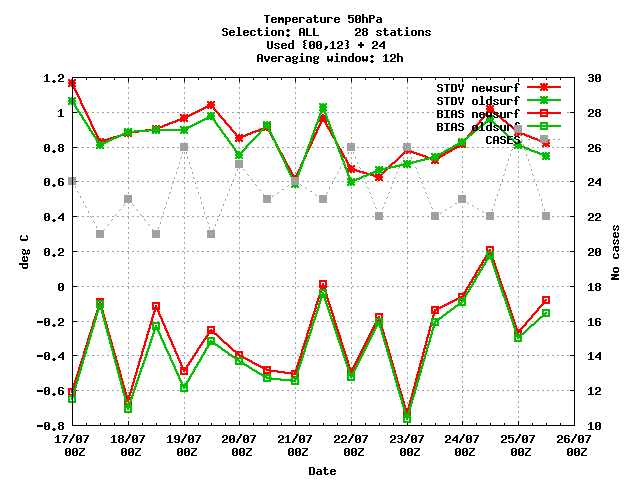 Temperature 50hPa
Selection: ALL 28 stations
Used {00,12} + 24
Averaging window: 12h
1.2
1
0.8
0.6
0.4
0.2
0
-0.2
-0.4
-0.6
-0.8
deg C
30
28
26
24
22
20
18
16
14
12
10
No cases
STDV newsurf
STDV oldsurf
BIAS newsurf
BIAS oldsurf
CASES
17/07 18/07 19/07 20/07 21/07 22/07 23/07 24/07 25/07 26/07
00Z 00Z 00Z 00Z 00Z 00Z 00Z 00Z 00Z 00Z
Date